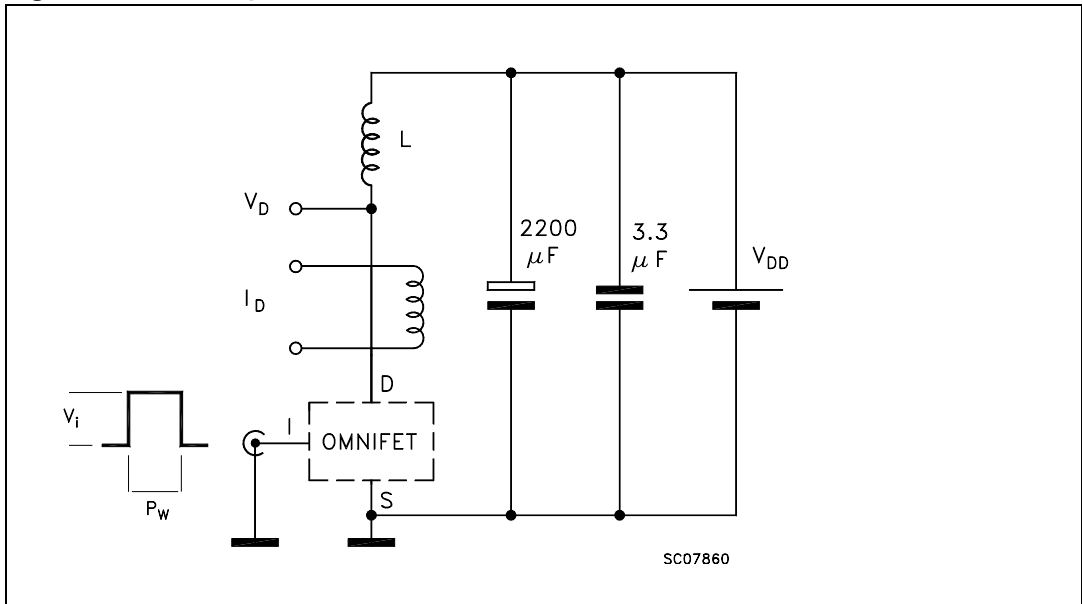 L
V_D
2200
μF
3.3
μF
V_DD
I_D
D
V_i
I
OMNIFET
S
P_W
SC07860